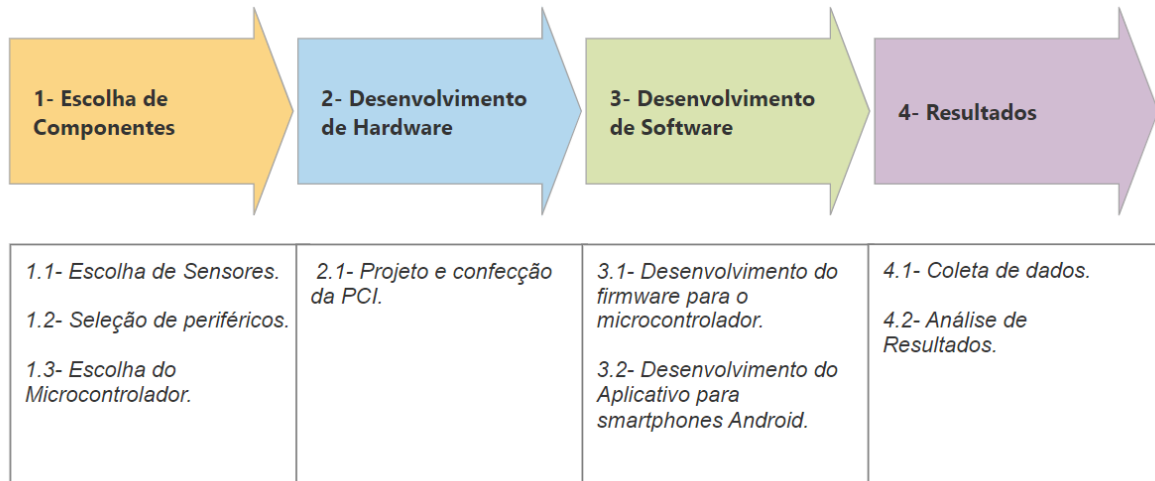 1- Escolha de
Componentes
2- Desenvolvimento
de Hardware
3- Desenvolvimento
de Software
4- Resultados
1.1- Escolha de Sensores.
1.2- Seleção de periféricos.
1.3- Escolha do
Microcontrolador.
2.1- Projeto e confecção
da PCI.
3.1- Desenvolvimento do
firmware para o
microcontrolador.
3.2- Desenvolvimento do
Aplicativo para
smartphones Android.
4.1- Coleta de dados.
4.2- Análise de
Resultados.